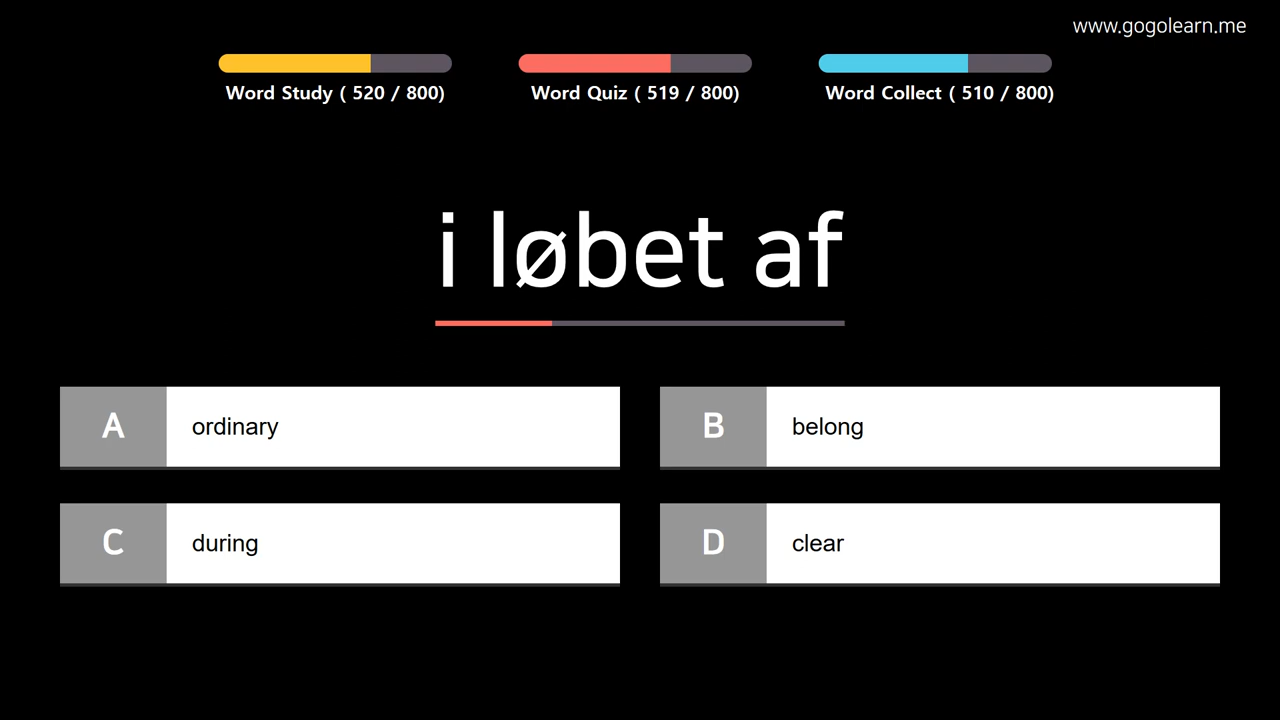 www.gogolearn.me
Word Study ( 520 / 800)
Word Quiz ( 519 / 800)
Word Collect ( 510 / 800)
i løbet af
A ordinary
B belong
C during
D clear